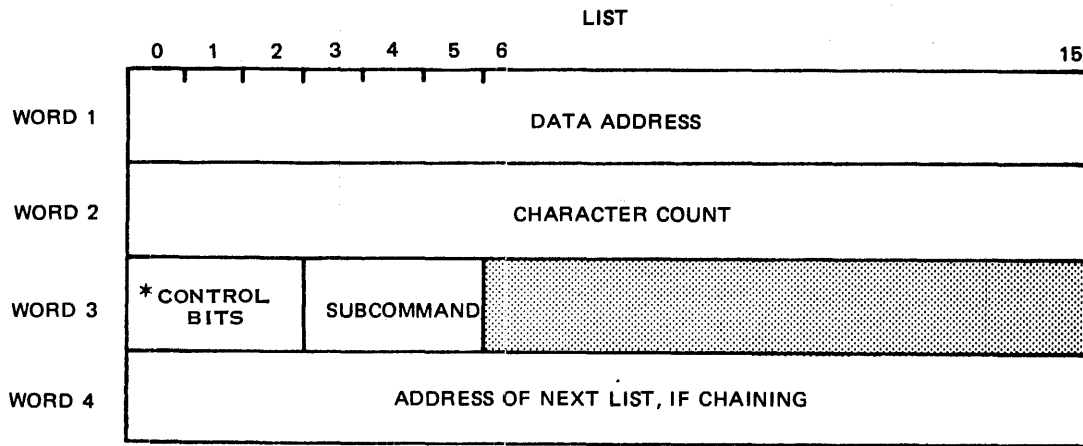 LIST
0 1 2 3 4 5 6 15
WORD 1 DATA ADDRESS
WORD 2 CHARACTER COUNT
WORD 3 *CONTROL BITS SUBCOMMAND
WORD 4 ADDRESS OF NEXT LIST, IF CHAINING